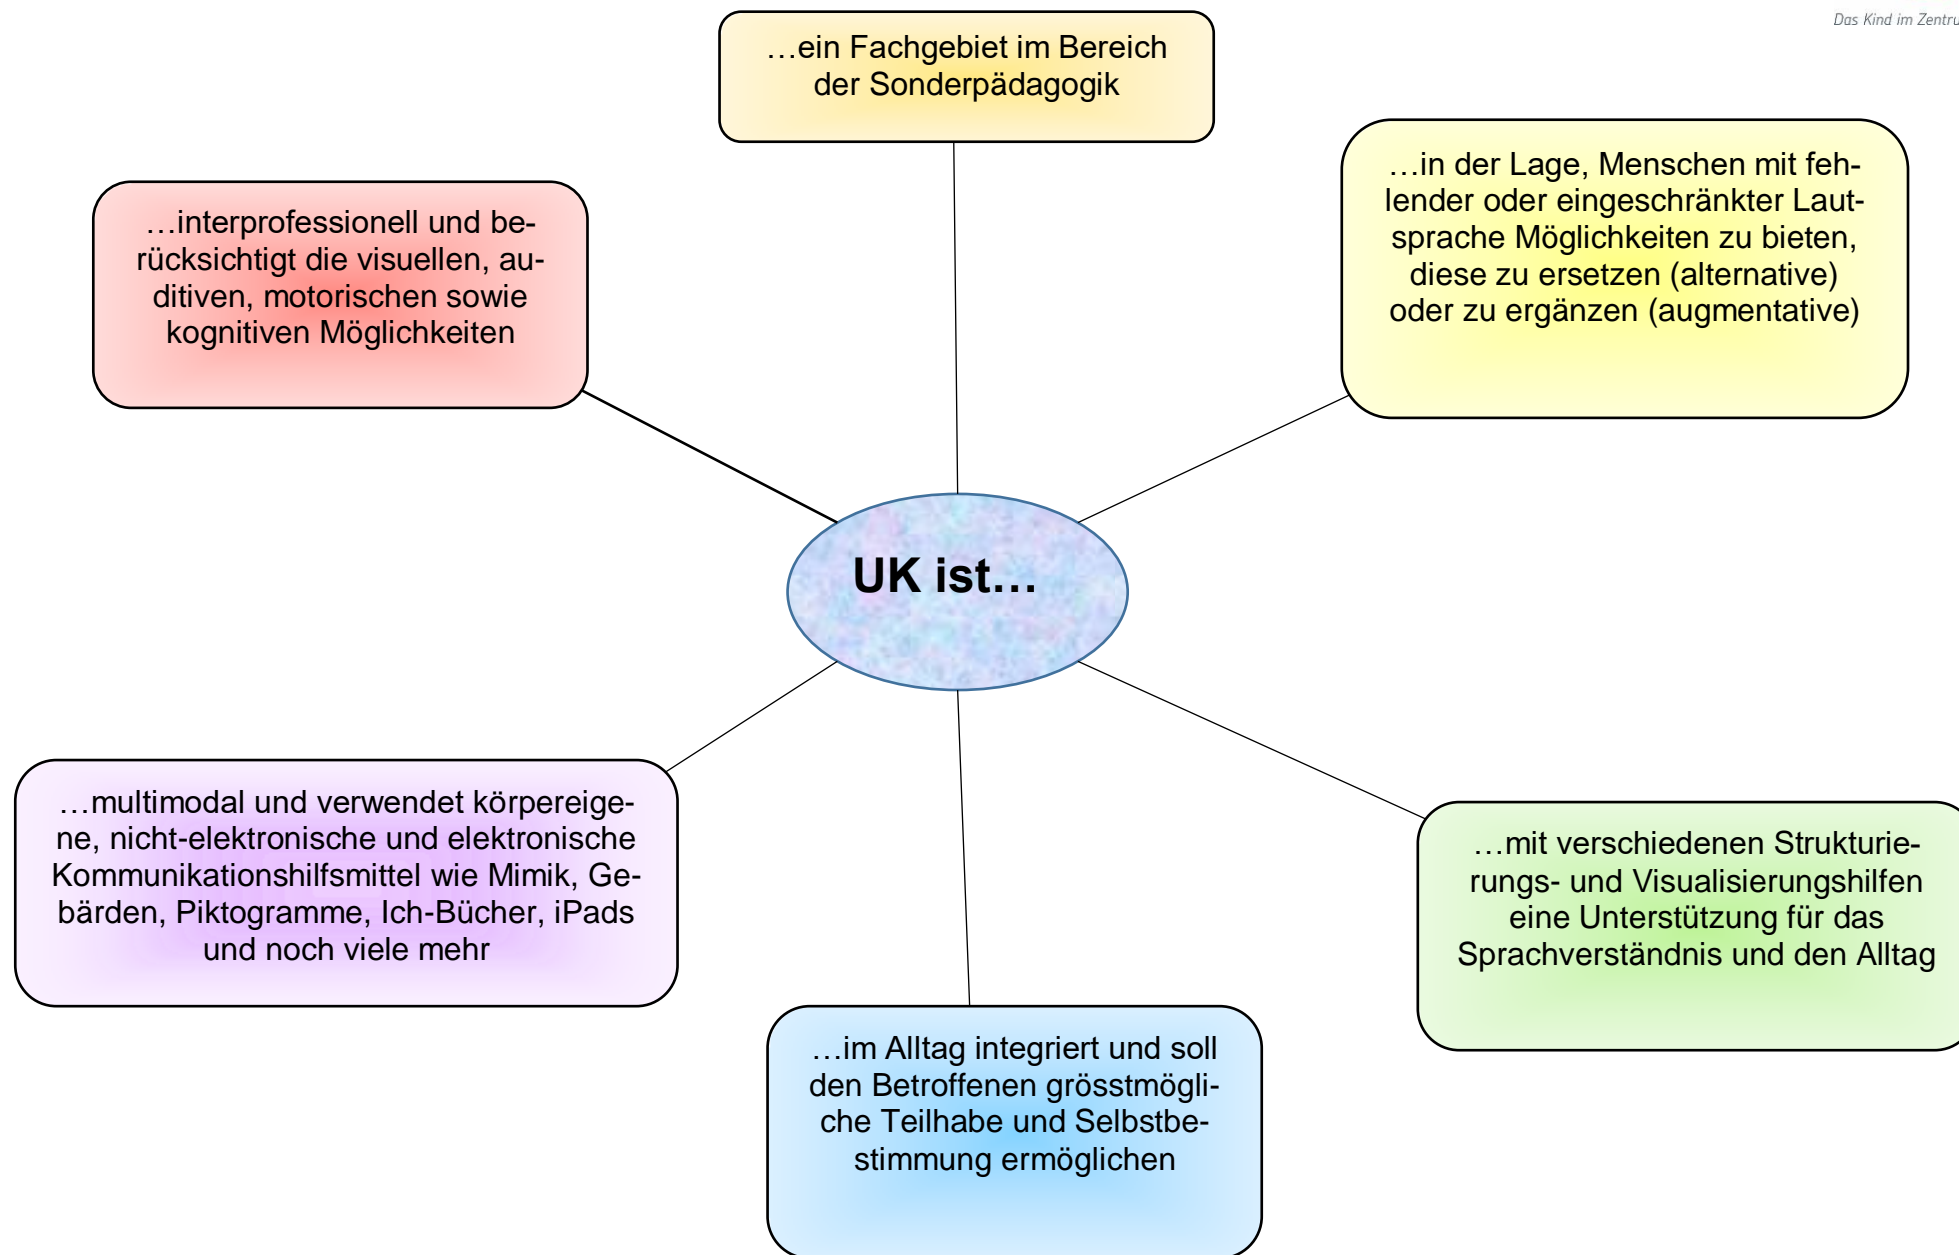 Das Kind im Zentru
…ein Fachgebiet im Bereich
der Sonderpädagogik
…in der Lage, Menschen mit feh-
lender oder eingeschränkter Laut-
sprache Möglichkeiten zu bieten,
diese zu ersetzen (alternative)
oder zu ergänzen (augmentative)
…interprofessionell und be-
rücksichtigt die visuellen, au-
ditiven, motorischen sowie
kognitiven Möglichkeiten
UK ist…
…multimodal und verwendet körpereige-
ne, nicht-elektronische und elektronische
Kommunikationshilfsmittel wie Mimik, Ge-
bärden, Piktogramme, Ich-Bücher, iPads
und noch viele mehr
…mit verschiedenen Strukturie-
rungs- und Visualisierungshilfen
eine Unterstützung für das
Sprachverständnis und den Alltag
…im Alltag integriert und soll
den Betroffenen grösstmögli-
che Teilhabe und Selbstbe-
stimmung ermöglichen